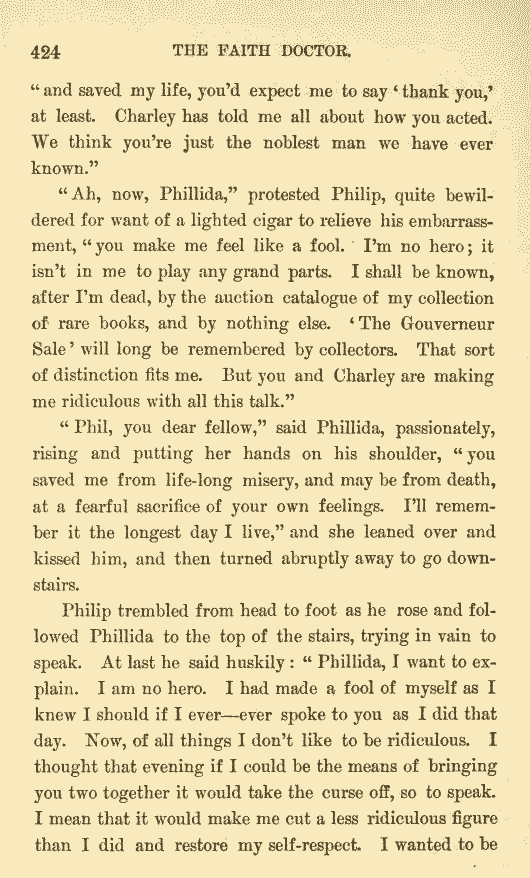 424 THE FAITH DOCTOR.
“and saved my life, you’d expect me to say ‘thank you,’
at least. Charley has told me all about how you acted.
We think you’re just the noblest man we have ever
known.”
“Ah, now, Phillida,” protested Philip, quite bewil-
dered for want of a lighted cigar to relieve his embarrass-
ment, “you make me feel like a fool. I’m no hero; it
isn’t in me to play any grand parts. I shall be known,
after I’m dead, by the auction catalogue of my collection
of rare books, and by nothing else. ‘The Gouverneur
Sale’ will long be remembered by collectors. That sort
of distinction fits me. But you and Charley are making
me ridiculous with all this talk.”
“Phil, you dear fellow,” said Phillida, passionately,
rising and putting her hands on his shoulder, “you
saved me from life-long misery, and may be from death,
at a fearful sacrifice of your own feelings. I’ll remem-
ber it the longest day I live,” and she leaned over and
kissed him, and then turned abruptly away to go down-
stairs.
Philip trembled from head to foot as he rose and fol-
lowed Phillida to the top of the stairs, trying in vain to
speak. At last he said huskily: “Phillida, I want to ex-
plain. I am no hero. I had made a fool of myself as I
knew I should if I ever—ever spoke to you as I did that
day. Now, of all things I don’t like to be ridiculous. I
thought that evening if I could be the means of bringing
you two together it would take the curse off, so to speak.
I mean that it would make me cut a less ridiculous figure
than I did and restore my self-respect. I wanted to be